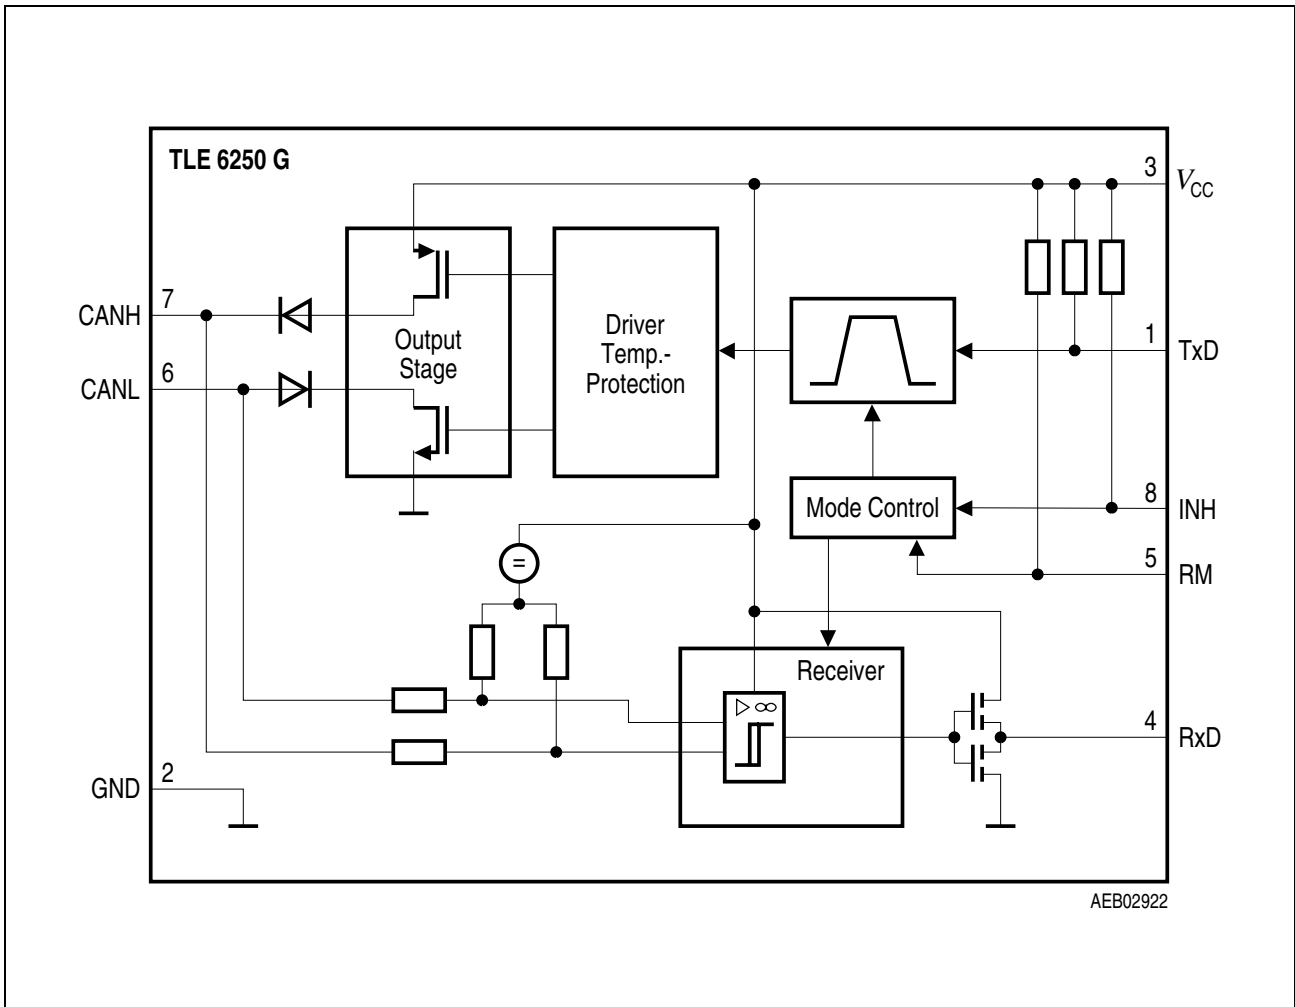 TLE 6250 G
3
VCC
7
CANH
Output
Stage
Driver
Temp.-
Protection
1
TxD
6
CANL
Mode Control
8
INH
=
5
RM
Receiver
▷ ∞
4
RxD
2
GND
AEB02922